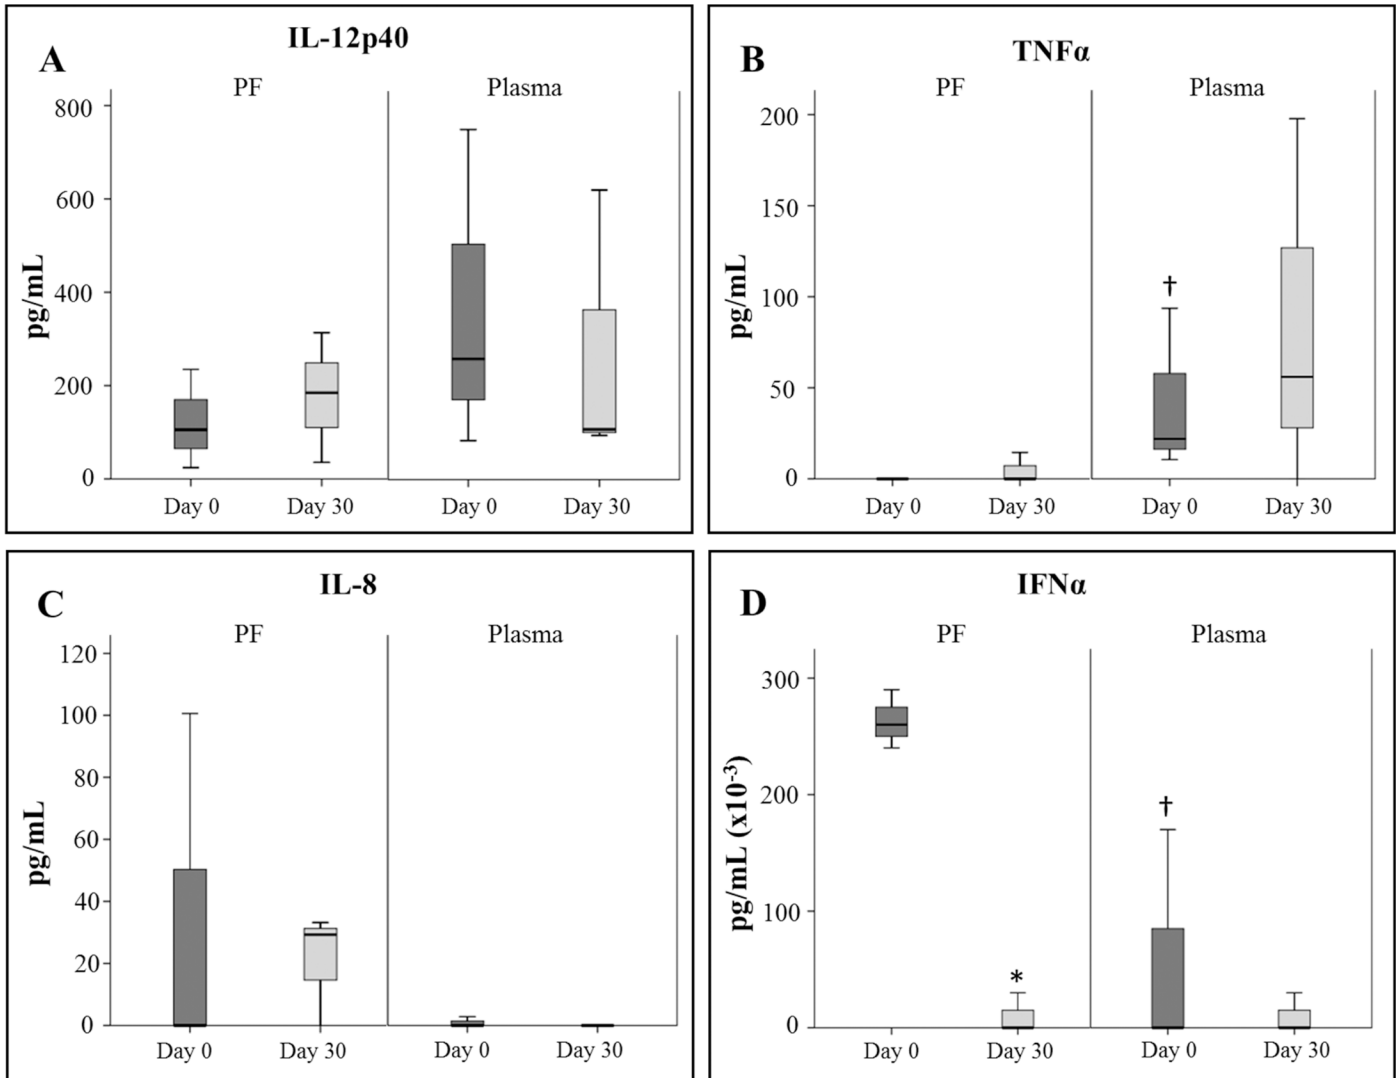 A
IL-12p40
PF
Plasma
pg/mL
800
600
400
200
0
Day 0
Day 30
Day 0
Day 30
B
TNFα
PF
Plasma
pg/mL
200
150
100
50
0
†
Day 0
Day 30
Day 0
Day 30
C
IL-8
PF
Plasma
pg/mL
120
100
80
60
40
20
0
Day 0
Day 30
Day 0
Day 30
D
IFNα
PF
Plasma
pg/mL (x10⁻³)
300
200
100
0
*
†
Day 0
Day 30
Day 0
Day 30